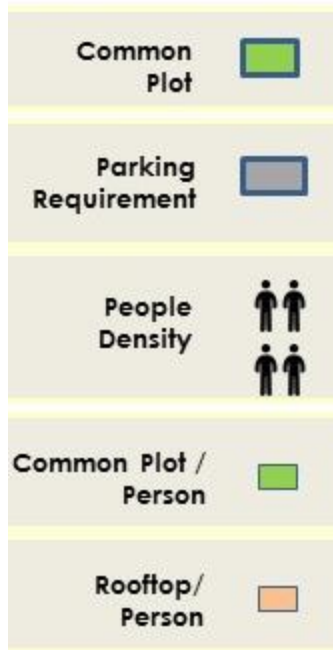 Common
Plot
Parking
Requirement
People
Density
Common Plot /
Person
Rooftop/
Person